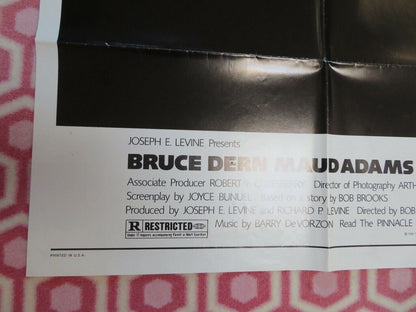 JOSEPH E. LEVINE Presents
BRUCE DERN MAUD ADAMS
Associate Producer ROBERT Director of Photography ARTH
Screenplay by JOYCE BUNUEL Based on a story by BOB BROOKS
Produced by JOSEPH E. LEVINE and RICHARD P. LEVINE Directed by BOB
R RESTRICTED
Music by BARRY DeVORZON Read The PINNACLE
PRINTED IN U.S.A.